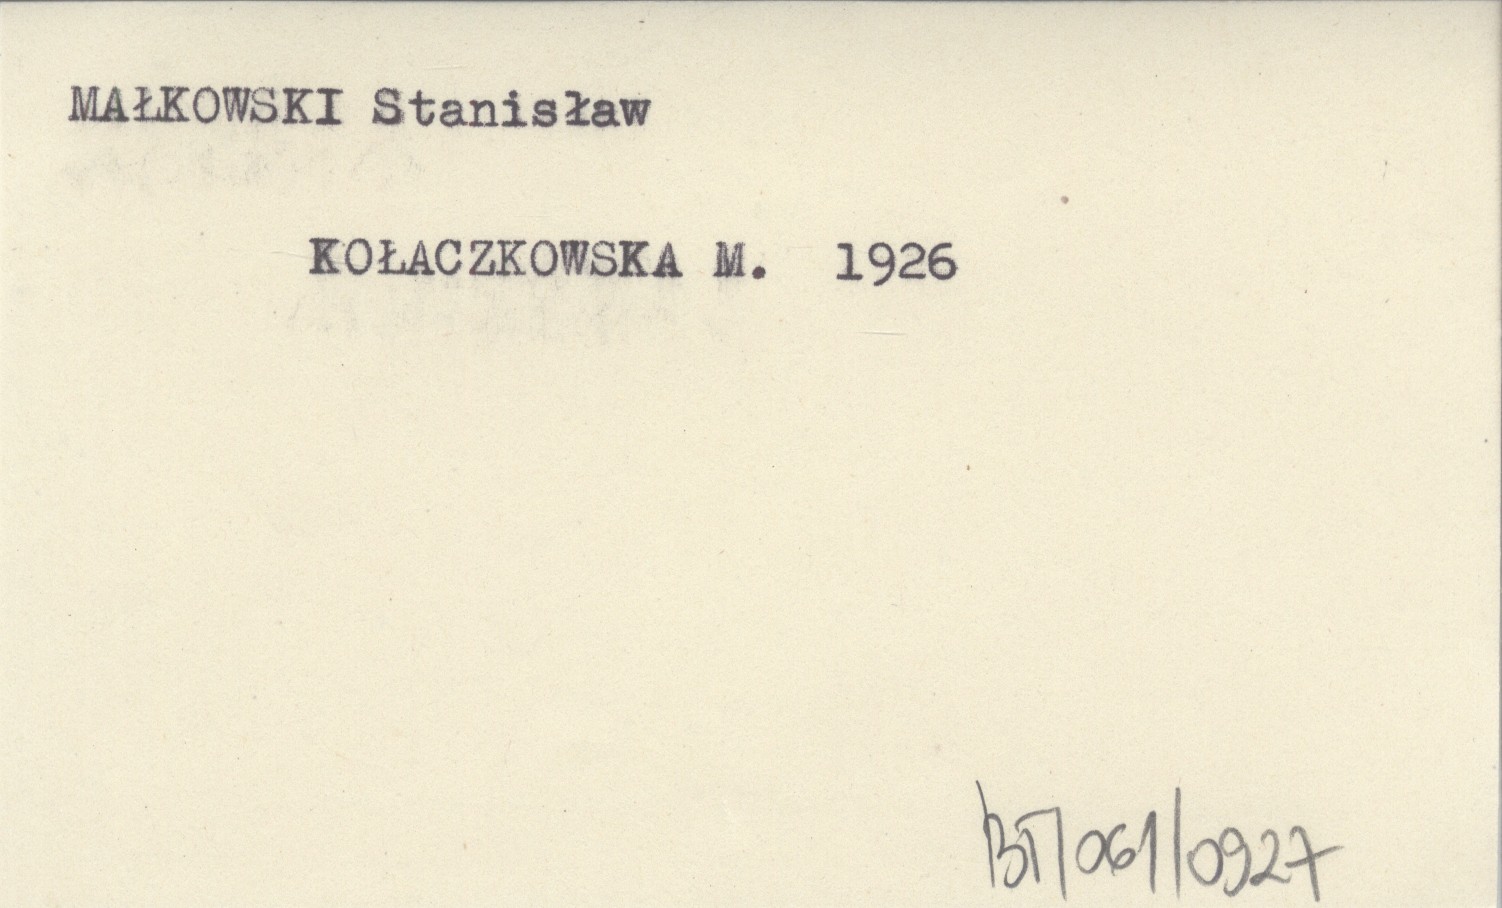 MAŁKOWSKI Stanisław
KOŁACZKOWSKA M. 1926
BT/061/0927